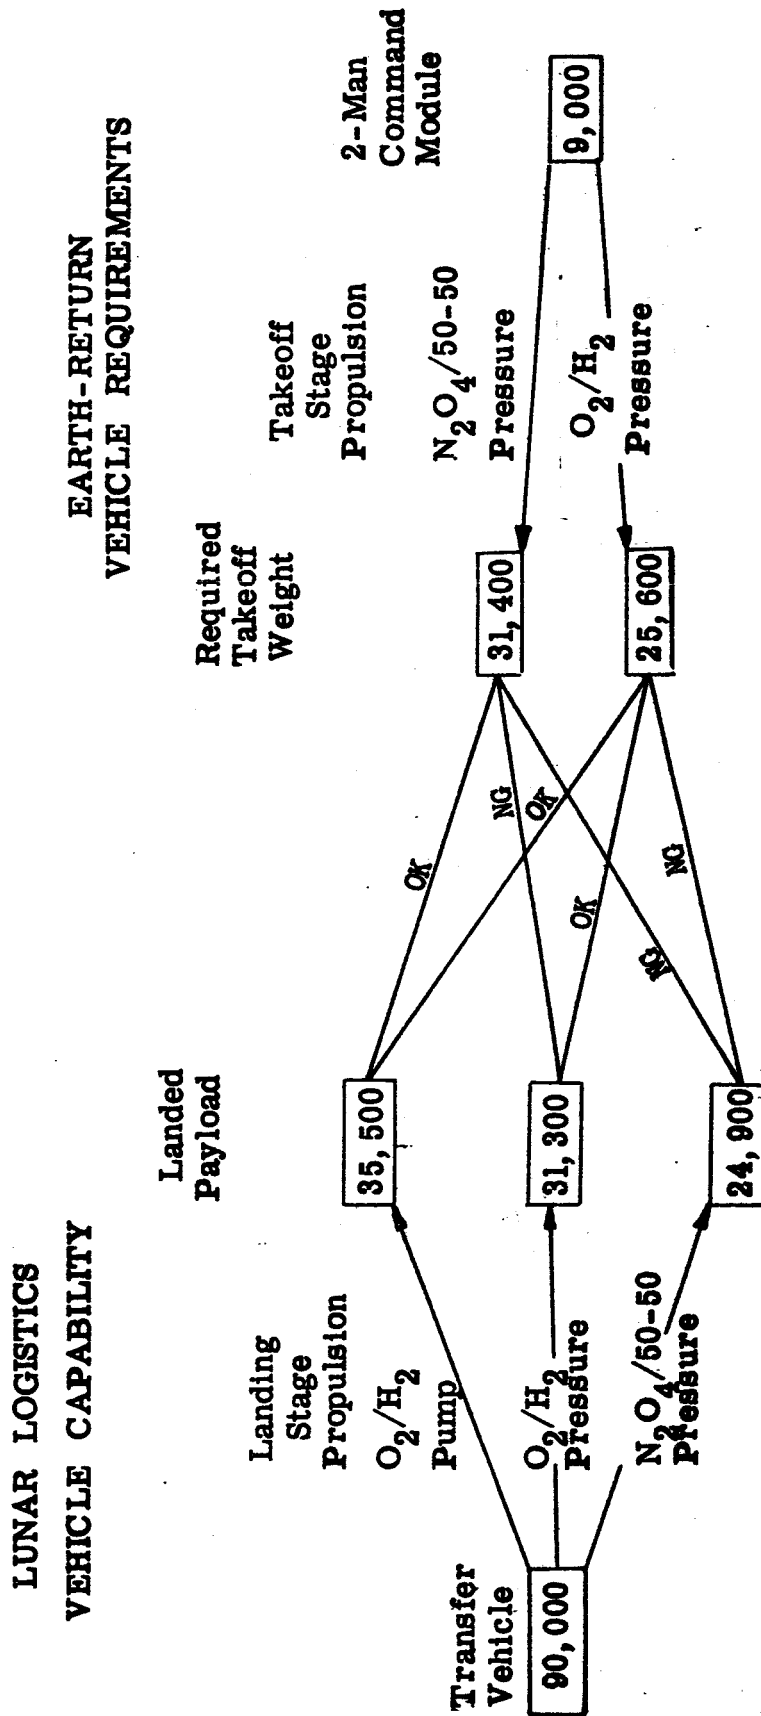 LUNAR LOGISTICS
VEHICLE CAPABILITY
EARTH-RETURN
VEHICLE REQUIREMENTS
Transfer
Vehicle
90,000
Landing
Stage
Propulsion
O2/H2
Pump
O2/H2
Pressure
N2O4/50-50
Pressure
Landed
Payload
35,500
31,300
24,900
OK
NG
OK
OK
NG
NG
Required
Takeoff
Weight
31,400
25,600
Takeoff
Stage
Propulsion
N2O4/50-50
Pressure
O2/H2
Pressure
2-Man
Command
Module
9,000